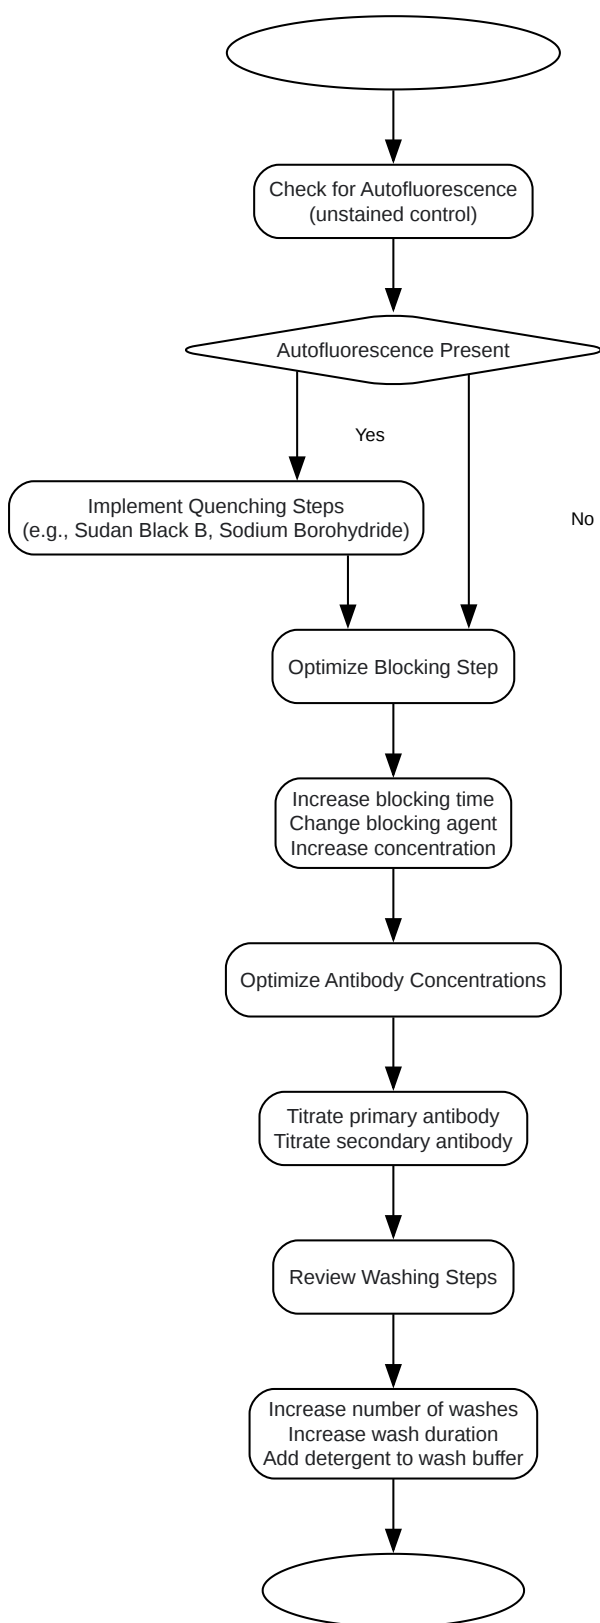 Check for Autofluorescence
(unstained control)
Autofluorescence Present
Yes
Implement Quenching Steps
(e.g., Sudan Black B, Sodium Borohydride)
No
Optimize Blocking Step
Increase blocking time
Change blocking agent
Increase concentration
Optimize Antibody Concentrations
Titrate primary antibody
Titrate secondary antibody
Review Washing Steps
Increase number of washes
Increase wash duration
Add detergent to wash buffer